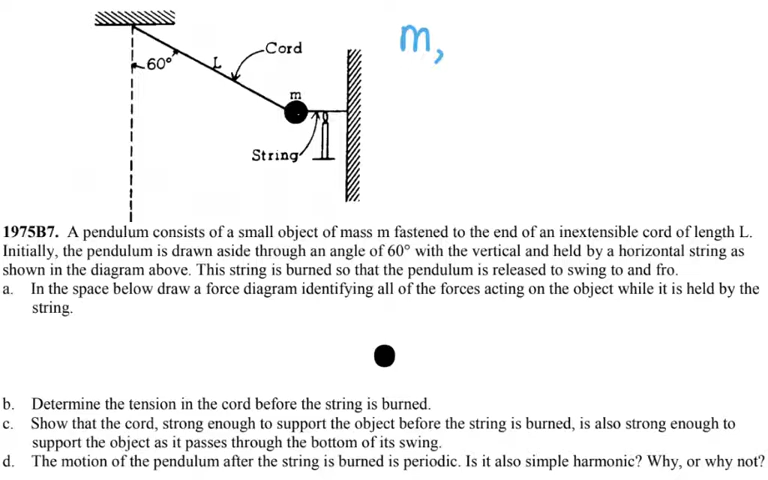 m,
Cord
60°
L
m
String
1975B7. A pendulum consists of a small object of mass m fastened to the end of an inextensible cord of length L.
Initially, the pendulum is drawn aside through an angle of 60° with the vertical and held by a horizontal string as
shown in the diagram above. This string is burned so that the pendulum is released to swing to and fro.
a. In the space below draw a force diagram identifying all of the forces acting on the object while it is held by the
string.
b. Determine the tension in the cord before the string is burned.
c. Show that the cord, strong enough to support the object before the string is burned, is also strong enough to
support the object as it passes through the bottom of its swing.
d. The motion of the pendulum after the string is burned is periodic. Is it also simple harmonic? Why, or why not?